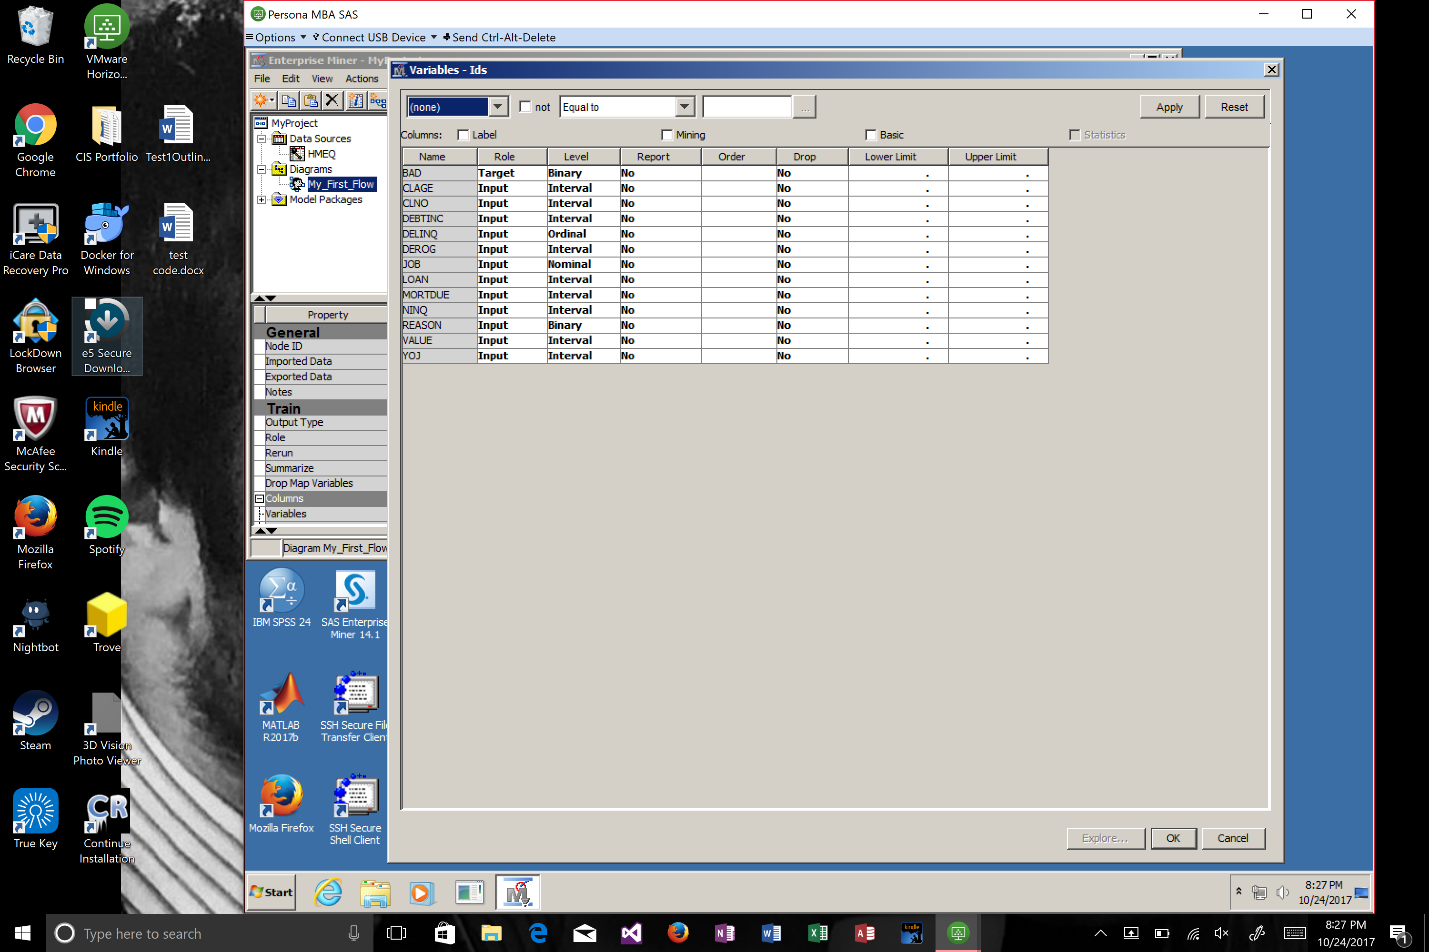 Persona MBA SAS
Options Connect USB Device Send Ctrl-Alt-Delete
Recycle Bin
VMware Horizo...
Google Chrome
CIS Portfolio
Test1Outlin...
iCare Data Recovery Pro
Docker for Windows
test code.docx
LockDown Browser
e5 Secure Downlo...
McAfee Security Sc...
kindle
Kindle
Mozilla Firefox
Spotify
Nightbot
Trove
Steam
3D Vision Photo Viewer
True Key
CR
Continue Installation
Enterprise Miner - My
File Edit View Actions
MyProject
Data Sources
HMEQ
Diagrams
My_First_Flow
Model Packages
Property
General
Node ID
Imported Data
Exported Data
Notes
Train
Output Type
Role
Rerun
Summarize
Drop Map Variables
Columns
Variables
Diagram My_First_Flow
IBM SPSS 24
SAS Enterprise Miner 14.1
MATLAB R2017b
SSH Secure File Transfer Client
Mozilla Firefox
SSH Secure Shell Client
Variables - Ids
(none) not Equal to ... Apply Reset
Columns: Label Mining Basic Statistics
Name Role Level Report Order Drop Lower Limit Upper Limit
BAD Target Binary No No . .
CLAGE Input Interval No No . .
CLNO Input Interval No No . .
DEBTINC Input Interval No No . .
DELINQ Input Ordinal No No . .
DEROG Input Interval No No . .
JOB Input Nominal No No . .
LOAN Input Interval No No . .
MORTDUE Input Interval No No . .
NINQ Input Interval No No . .
REASON Input Binary No No . .
VALUE Input Interval No No . .
YOJ Input Interval No No . .
Explore... OK Cancel
Start
8:27 PM
10/24/2017
Type here to search
kindle
8:27 PM
10/24/2017
1